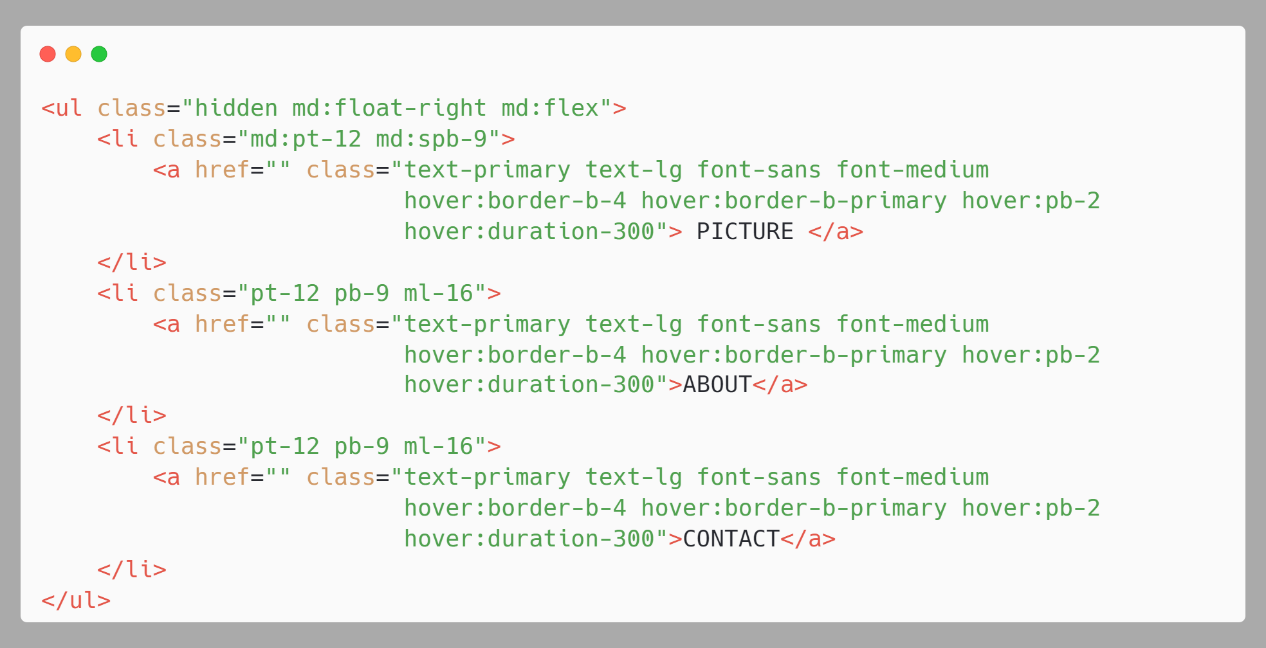 <ul class="hidden md:float-right md:flex">
    <li class="md:pt-12 md:spb-9">
        <a href="" class="text-primary text-lg font-sans font-medium
                          hover:border-b-4 hover:border-b-primary hover:pb-2
                          hover:duration-300"> PICTURE </a>
    </li>
    <li class="pt-12 pb-9 ml-16">
        <a href="" class="text-primary text-lg font-sans font-medium
                          hover:border-b-4 hover:border-b-primary hover:pb-2
                          hover:duration-300">ABOUT</a>
    </li>
    <li class="pt-12 pb-9 ml-16">
        <a href="" class="text-primary text-lg font-sans font-medium
                          hover:border-b-4 hover:border-b-primary hover:pb-2
                          hover:duration-300">CONTACT</a>
    </li>
</ul>